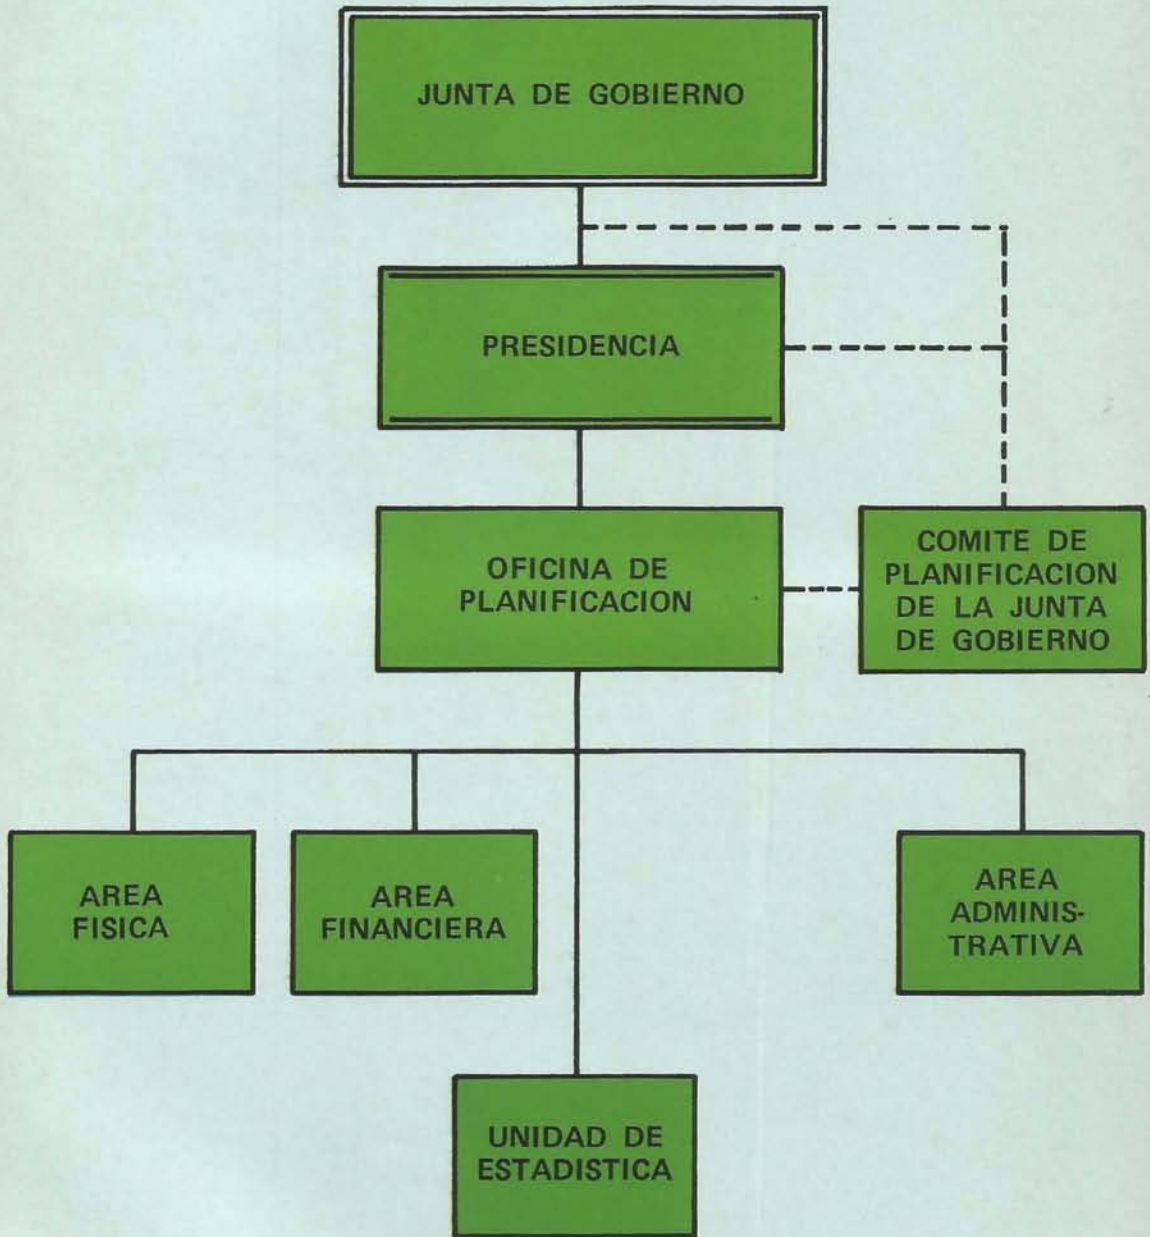 JUNTA DE GOBIERNO
PRESIDENCIA
OFICINA DE
PLANIFICACION
COMITE DE
PLANIFICACION
DE LA JUNTA
DE GOBIERNO
AREA
FISICA
AREA
FINANCIERA
AREA
ADMINIS-
TRATIVA
UNIDAD DE
ESTADISTICA